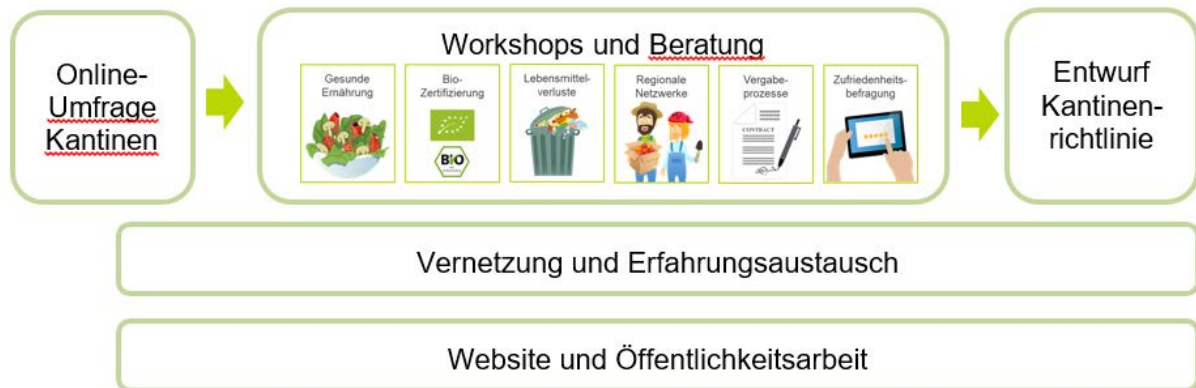 Online-
Umfrage
Kantinen
Workshops und Beratung
Gesunde
Ernährung
Bio-
Zertifizierung
BIO
Lebensmittel-
verluste
Regionale
Netzwerke
Vergabe-
prozesse
CONTRACT
Zufriedenheits-
befragung
Entwurf
Kantinen-
richtlinie
Vernetzung und Erfahrungsaustausch
Website und Öffentlichkeitsarbeit